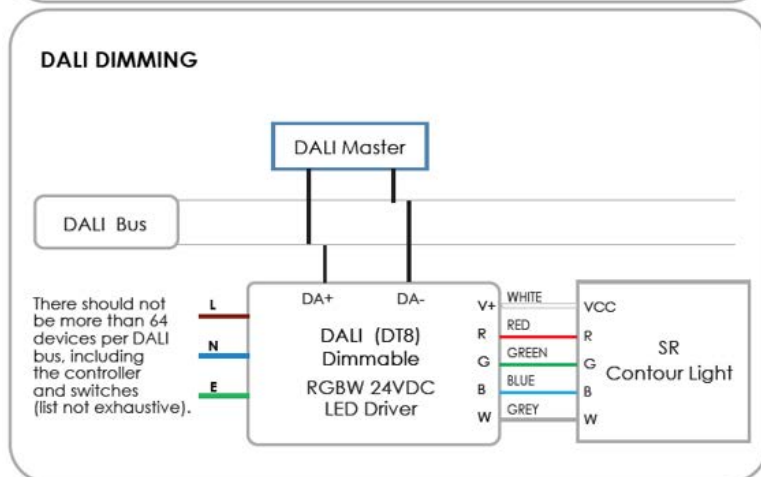 DALI DIMMING
DALI Master
DALI Bus
There should not
be more than 64
devices per DALI
bus, including
the controller
and switches
(list not exhaustive).
L
N
E
DA+ DA-
DALI (DT8)
Dimmable
RGBW 24VDC
LED Driver
V+
R
G
B
W
WHITE
RED
GREEN
BLUE
GREY
VCC
R
G
B
W
SR
Contour Light